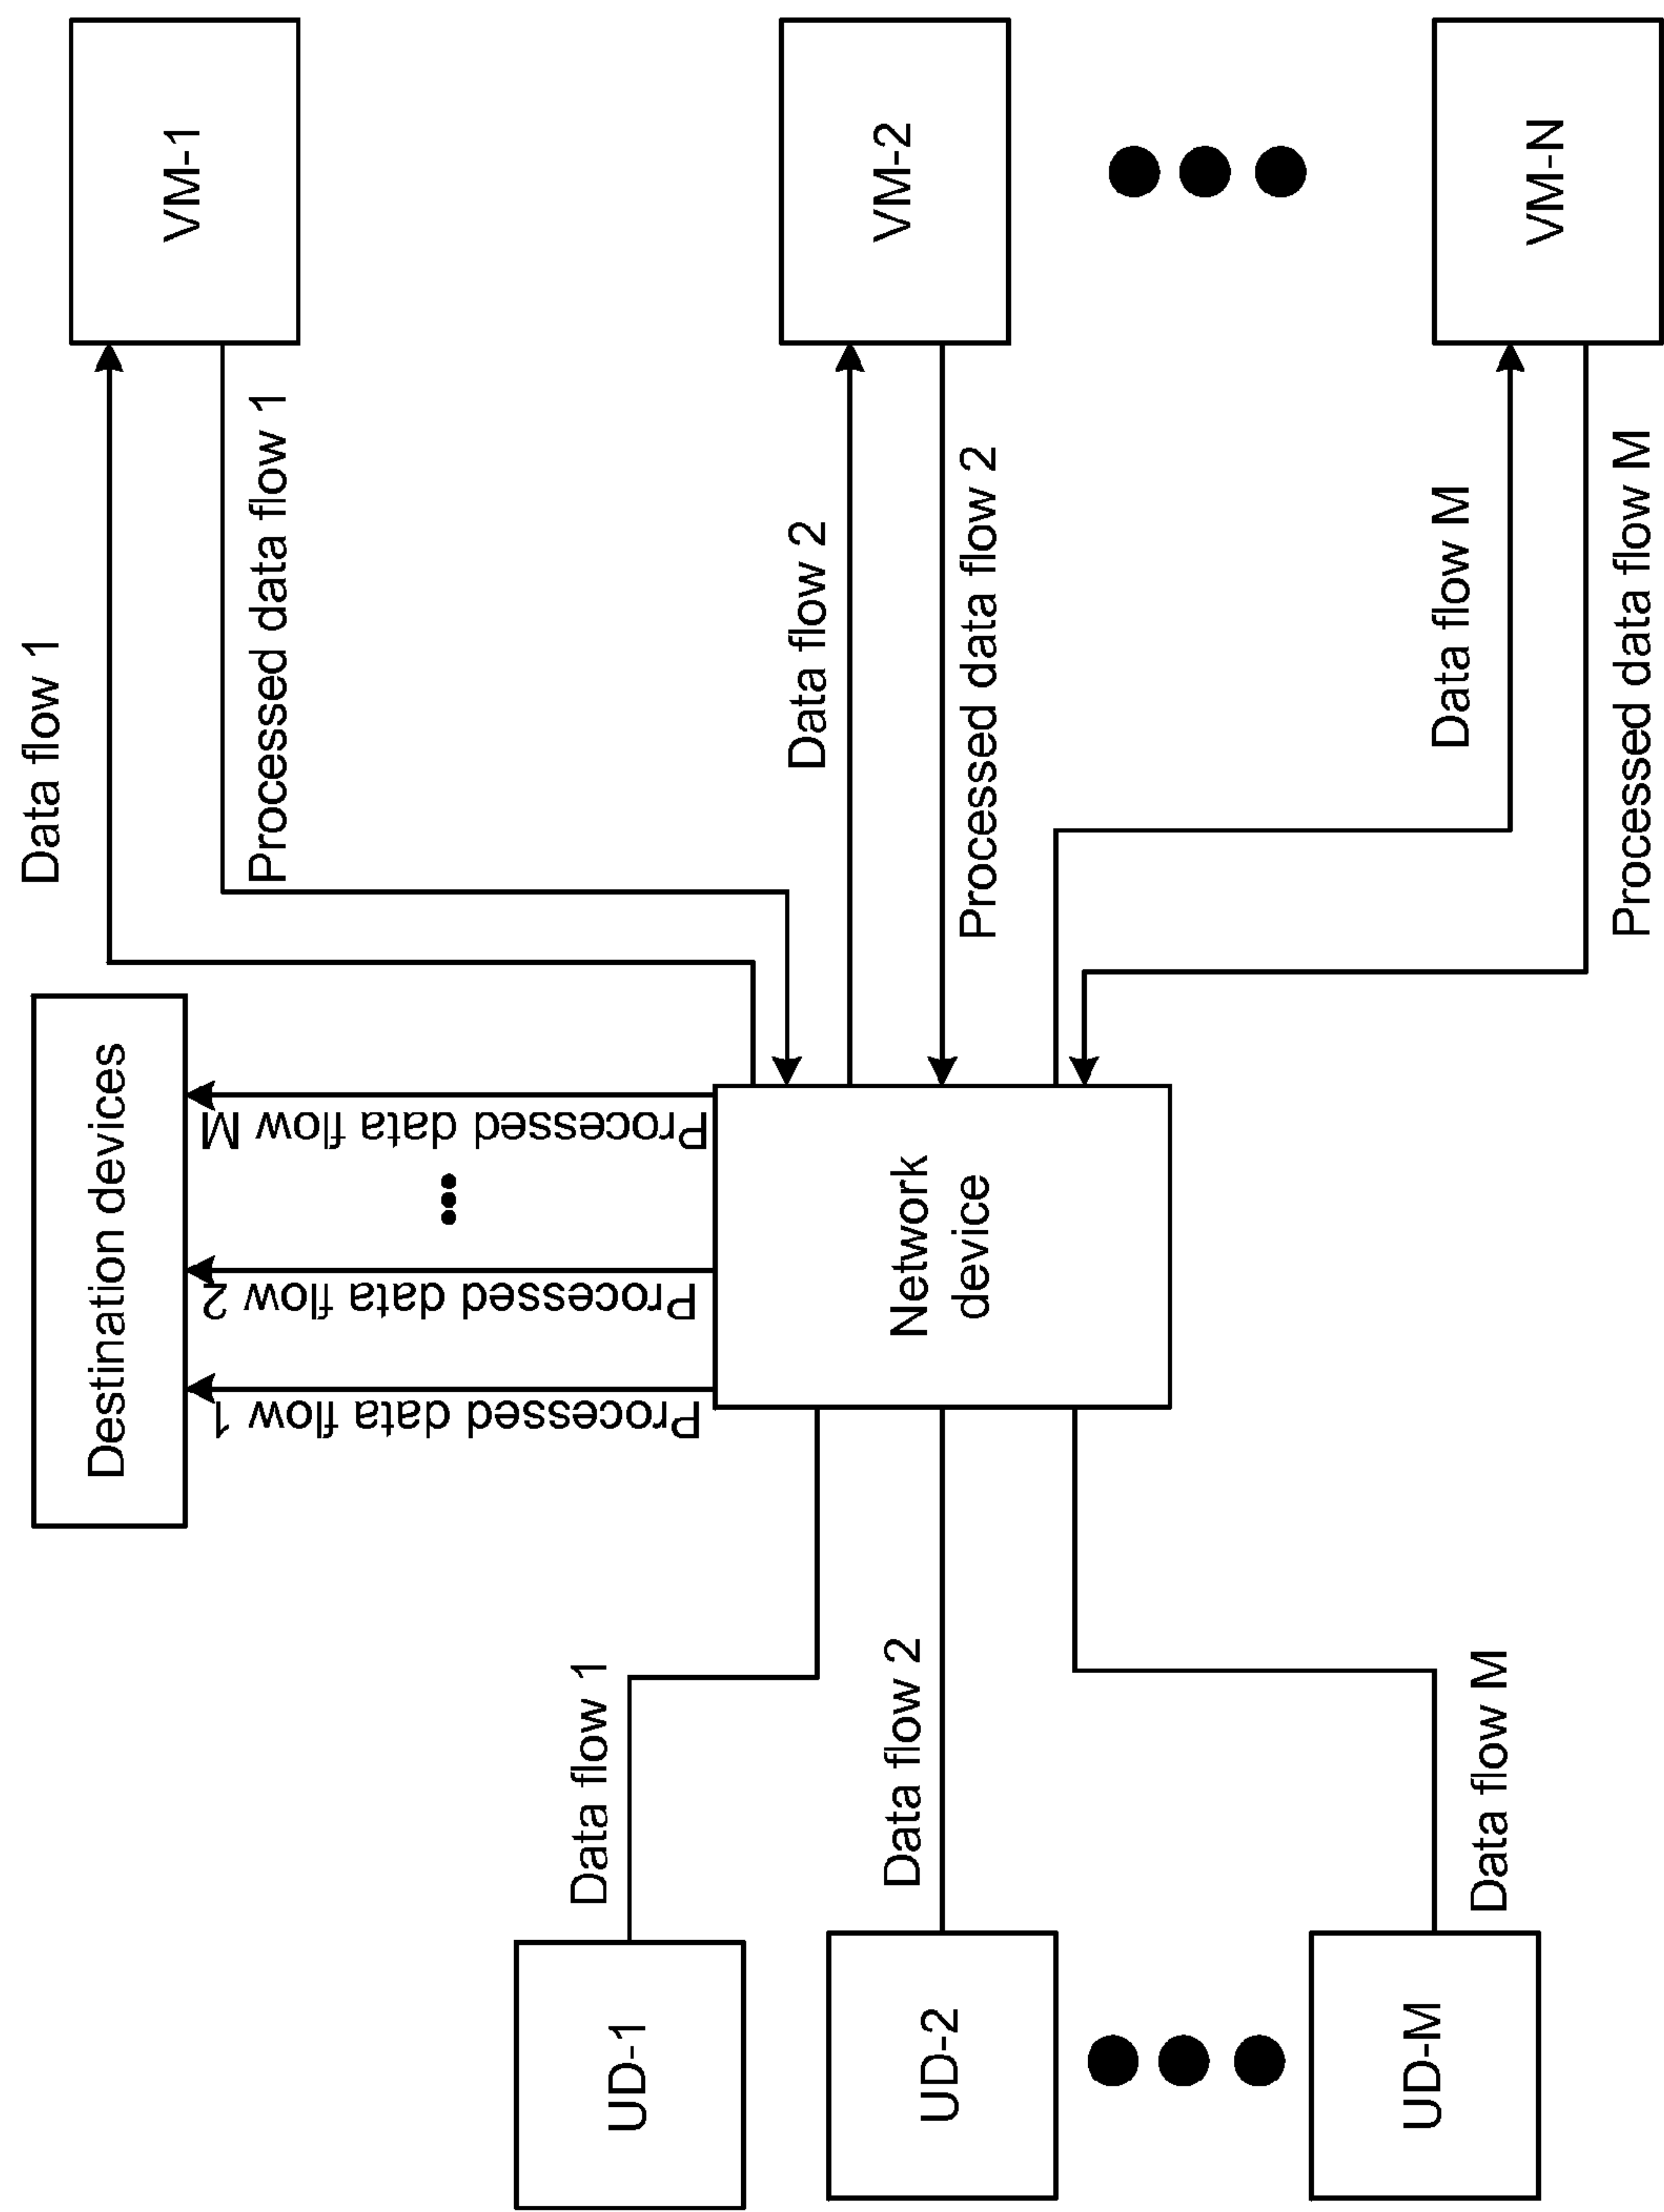 Data flow 1
VM-1
Destination devices
Processed data flow 1
Processed data flow 1
Processed data flow 2
Processed data flow M
Data flow 1
UD-1
Data flow 2
VM-2
Network
device
Processed data flow 2
Data flow 2
UD-2
Data flow M
VM-N
Processed data flow M
Data flow M
UD-M